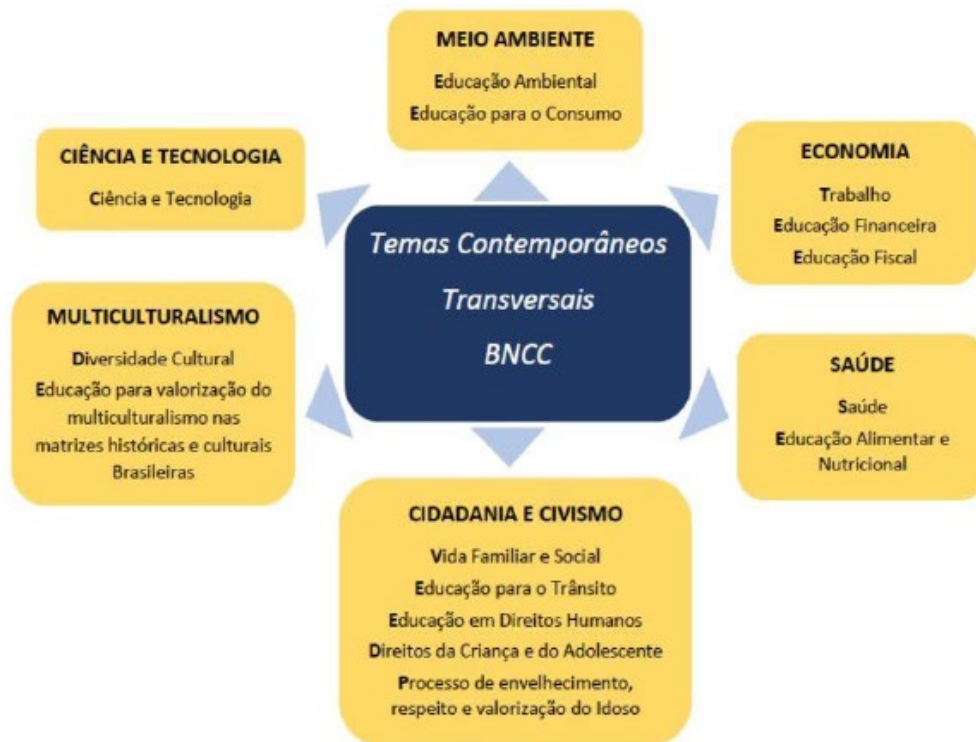 MEIO AMBIENTE
Educação Ambiental
Educação para o Consumo
CIÊNCIA E TECNOLOGIA
Ciência e Tecnologia
ECONOMIA
Trabalho
Educação Financeira
Educação Fiscal
Temas Contemporâneos
Transversais
BNCC
MULTICULTURALISMO
Diversidade Cultural
Educação para valorização do
multiculturalismo nas
matrizes históricas e culturais
Brasileiras
SAÚDE
Saúde
Educação Alimentar e
Nutricional
CIDADANIA E CIVISMO
Vida Familiar e Social
Educação para o Trânsito
Educação em Direitos Humanos
Direitos da Criança e do Adolescente
Processo de envelhecimento,
respeito e valorização do Idoso